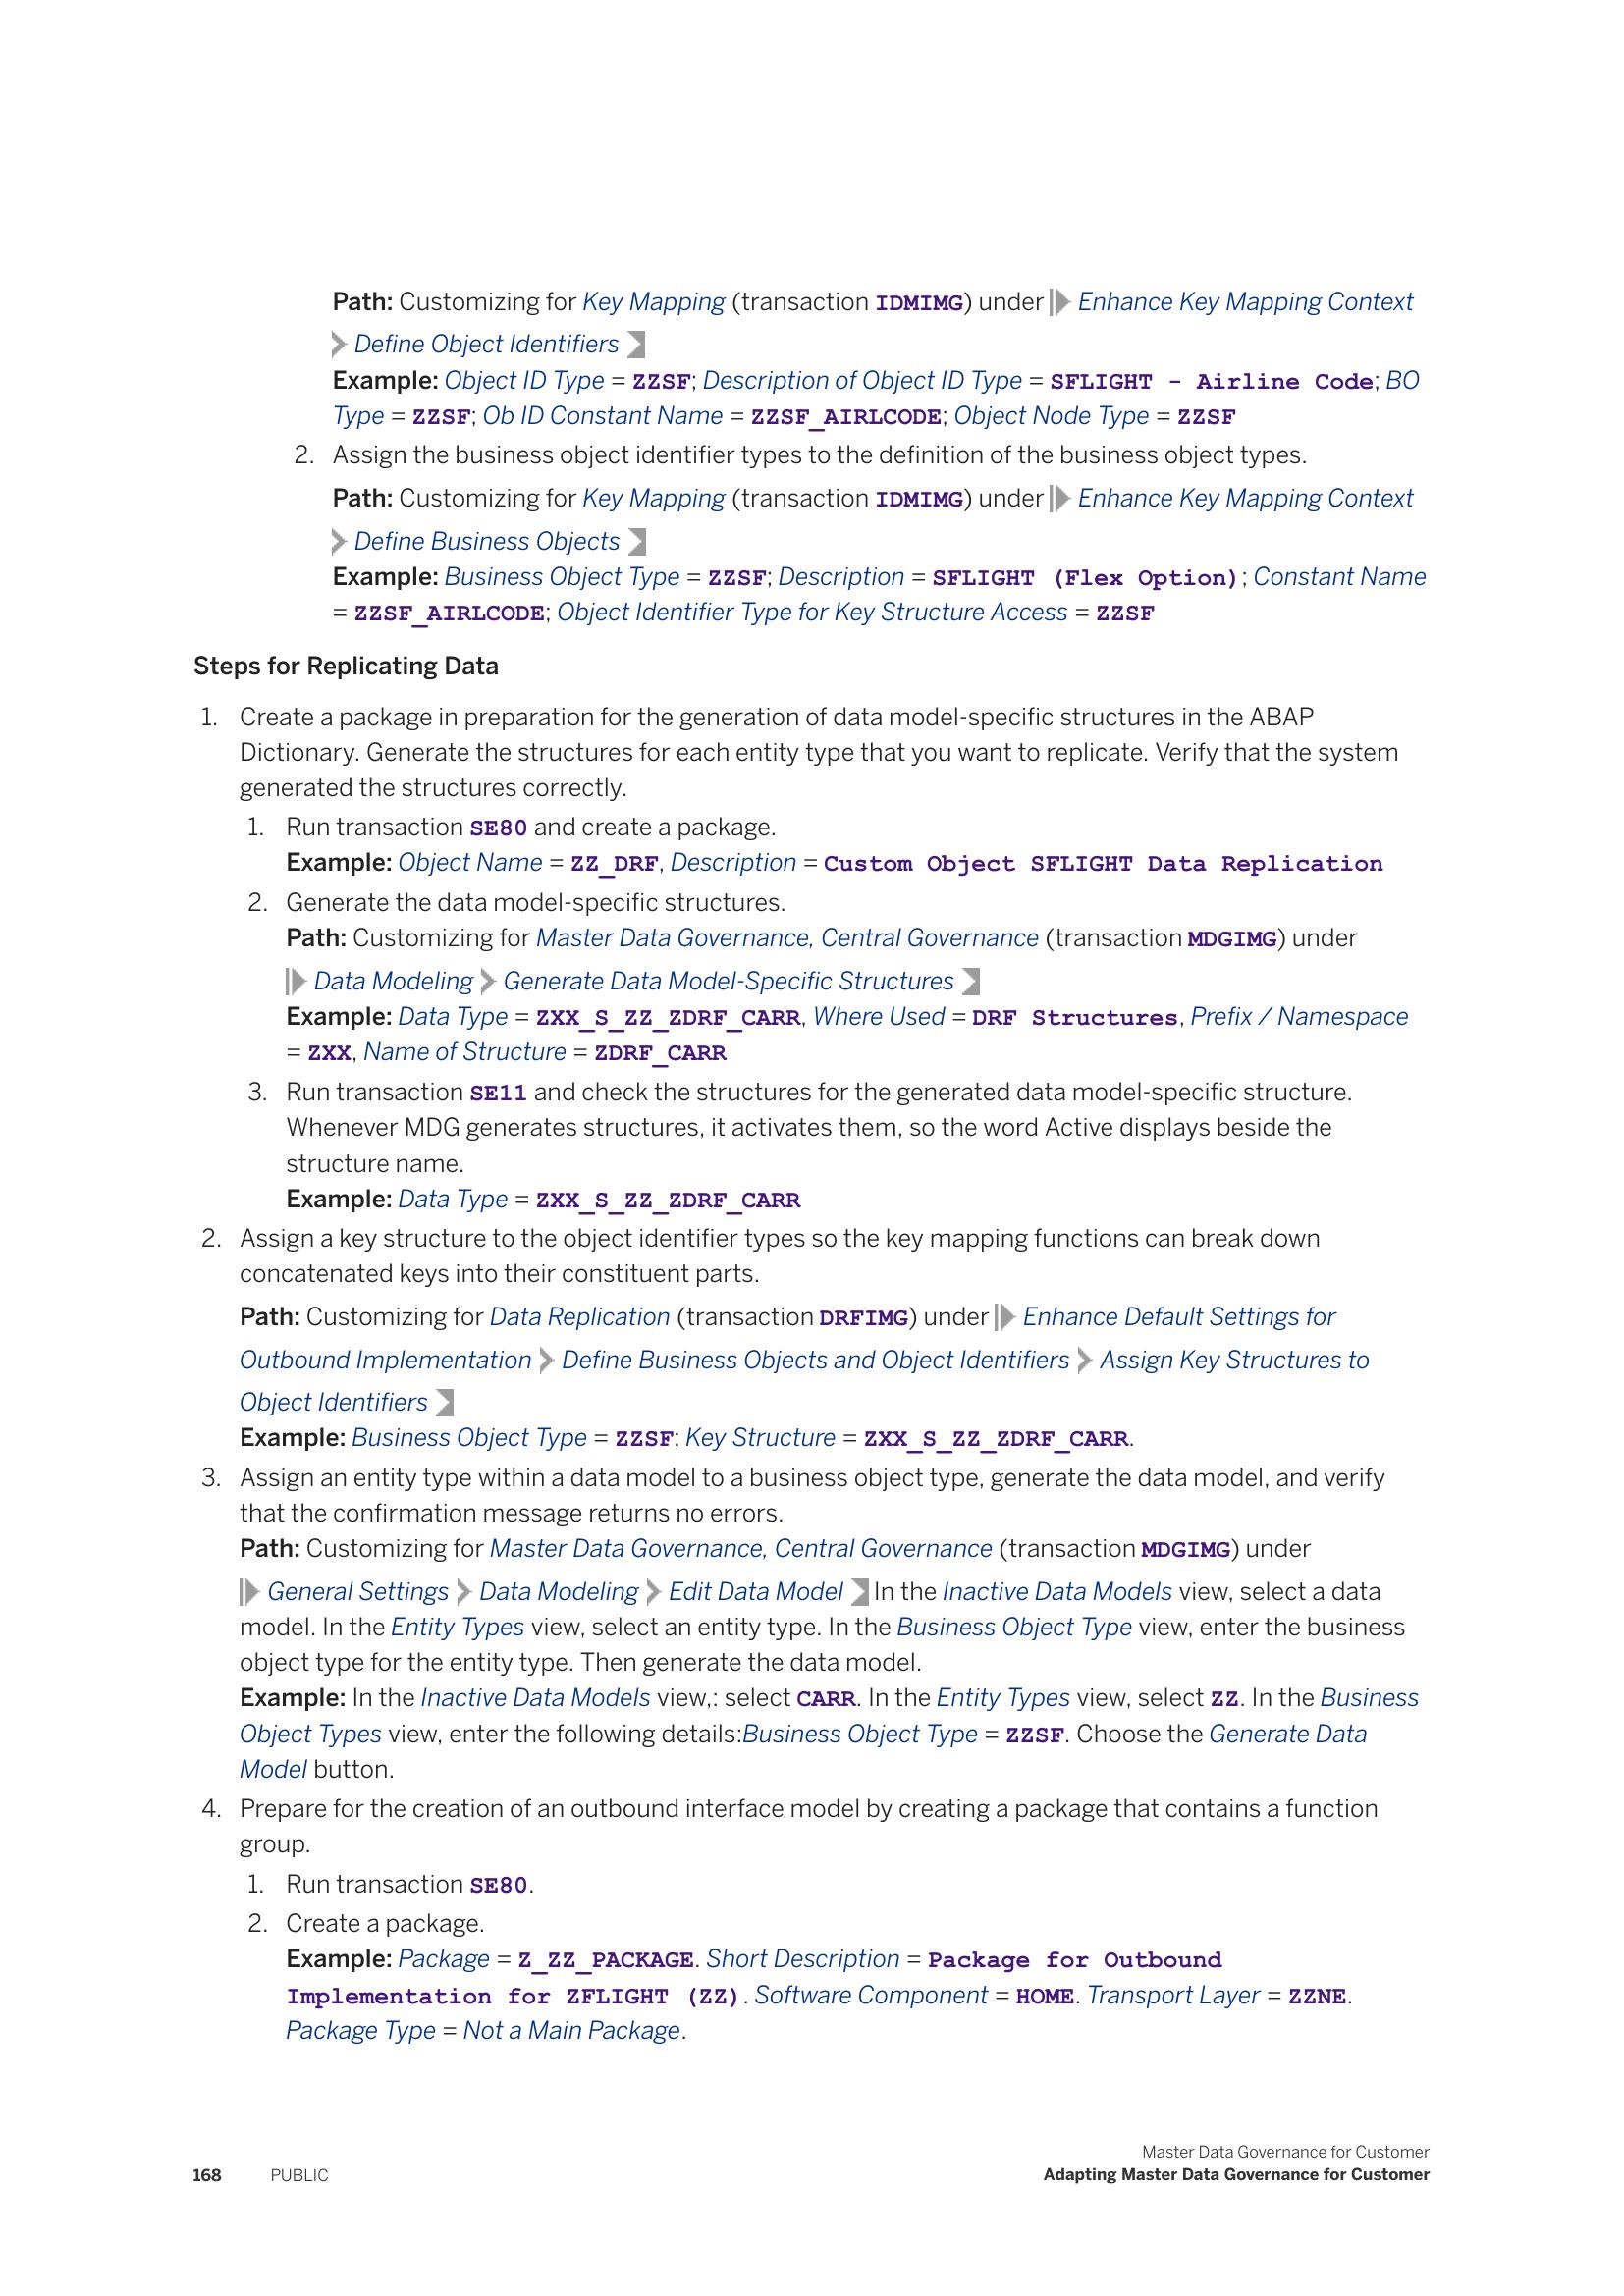 Path: Customizing for Key Mapping (transaction IDMIMG) under Enhance Key Mapping Context
Define Object Identifiers
Example: Object ID Type = ZZSF; Description of Object ID Type = SFLIGHT - Airline Code; BO
Type = ZZSF; Ob ID Constant Name = ZZSF_AIRLCODE; Object Node Type = ZZSF
2. Assign the business object identifier types to the definition of the business object types.
Path: Customizing for Key Mapping (transaction IDMIMG) under Enhance Key Mapping Context
Define Business Objects
Example: Business Object Type = ZZSF; Description = SFLIGHT (Flex Option); Constant Name
= ZZSF_AIRLCODE; Object Identifier Type for Key Structure Access = ZZSF
Steps for Replicating Data
1. Create a package in preparation for the generation of data model-specific structures in the ABAP
Dictionary. Generate the structures for each entity type that you want to replicate. Verify that the system
generated the structures correctly.
1. Run transaction SE80 and create a package.
Example: Object Name = ZZ_DRF, Description = Custom Object SFLIGHT Data Replication
2. Generate the data model-specific structures.
Path: Customizing for Master Data Governance, Central Governance (transaction MDGIMG) under
Data Modeling Generate Data Model-Specific Structures
Example: Data Type = ZXX_S_ZZ_ZDRF_CARR, Where Used = DRF Structures, Prefix / Namespace
= ZXX, Name of Structure = ZDRF_CARR
3. Run transaction SE11 and check the structures for the generated data model-specific structure.
Whenever MDG generates structures, it activates them, so the word Active displays beside the
structure name.
Example: Data Type = ZXX_S_ZZ_ZDRF_CARR
2. Assign a key structure to the object identifier types so the key mapping functions can break down
concatenated keys into their constituent parts.
Path: Customizing for Data Replication (transaction DRFIMG) under Enhance Default Settings for
Outbound Implementation Define Business Objects and Object Identifiers Assign Key Structures to
Object Identifiers
Example: Business Object Type = ZZSF; Key Structure = ZXX_S_ZZ_ZDRF_CARR.
3. Assign an entity type within a data model to a business object type, generate the data model, and verify
that the confirmation message returns no errors.
Path: Customizing for Master Data Governance, Central Governance (transaction MDGIMG) under
General Settings Data Modeling Edit Data Model In the Inactive Data Models view, select a data
model. In the Entity Types view, select an entity type. In the Business Object Type view, enter the business
object type for the entity type. Then generate the data model.
Example: In the Inactive Data Models view,: select CARR. In the Entity Types view, select ZZ. In the Business
Object Types view, enter the following details:Business Object Type = ZZSF. Choose the Generate Data
Model button.
4. Prepare for the creation of an outbound interface model by creating a package that contains a function
group.
1. Run transaction SE80.
2. Create a package.
Example: Package = Z_ZZ_PACKAGE. Short Description = Package for Outbound
Implementation for ZFLIGHT (ZZ). Software Component = HOME. Transport Layer = ZZNE.
Package Type = Not a Main Package.
Master Data Governance for Customer
168 PUBLIC Adapting Master Data Governance for Customer